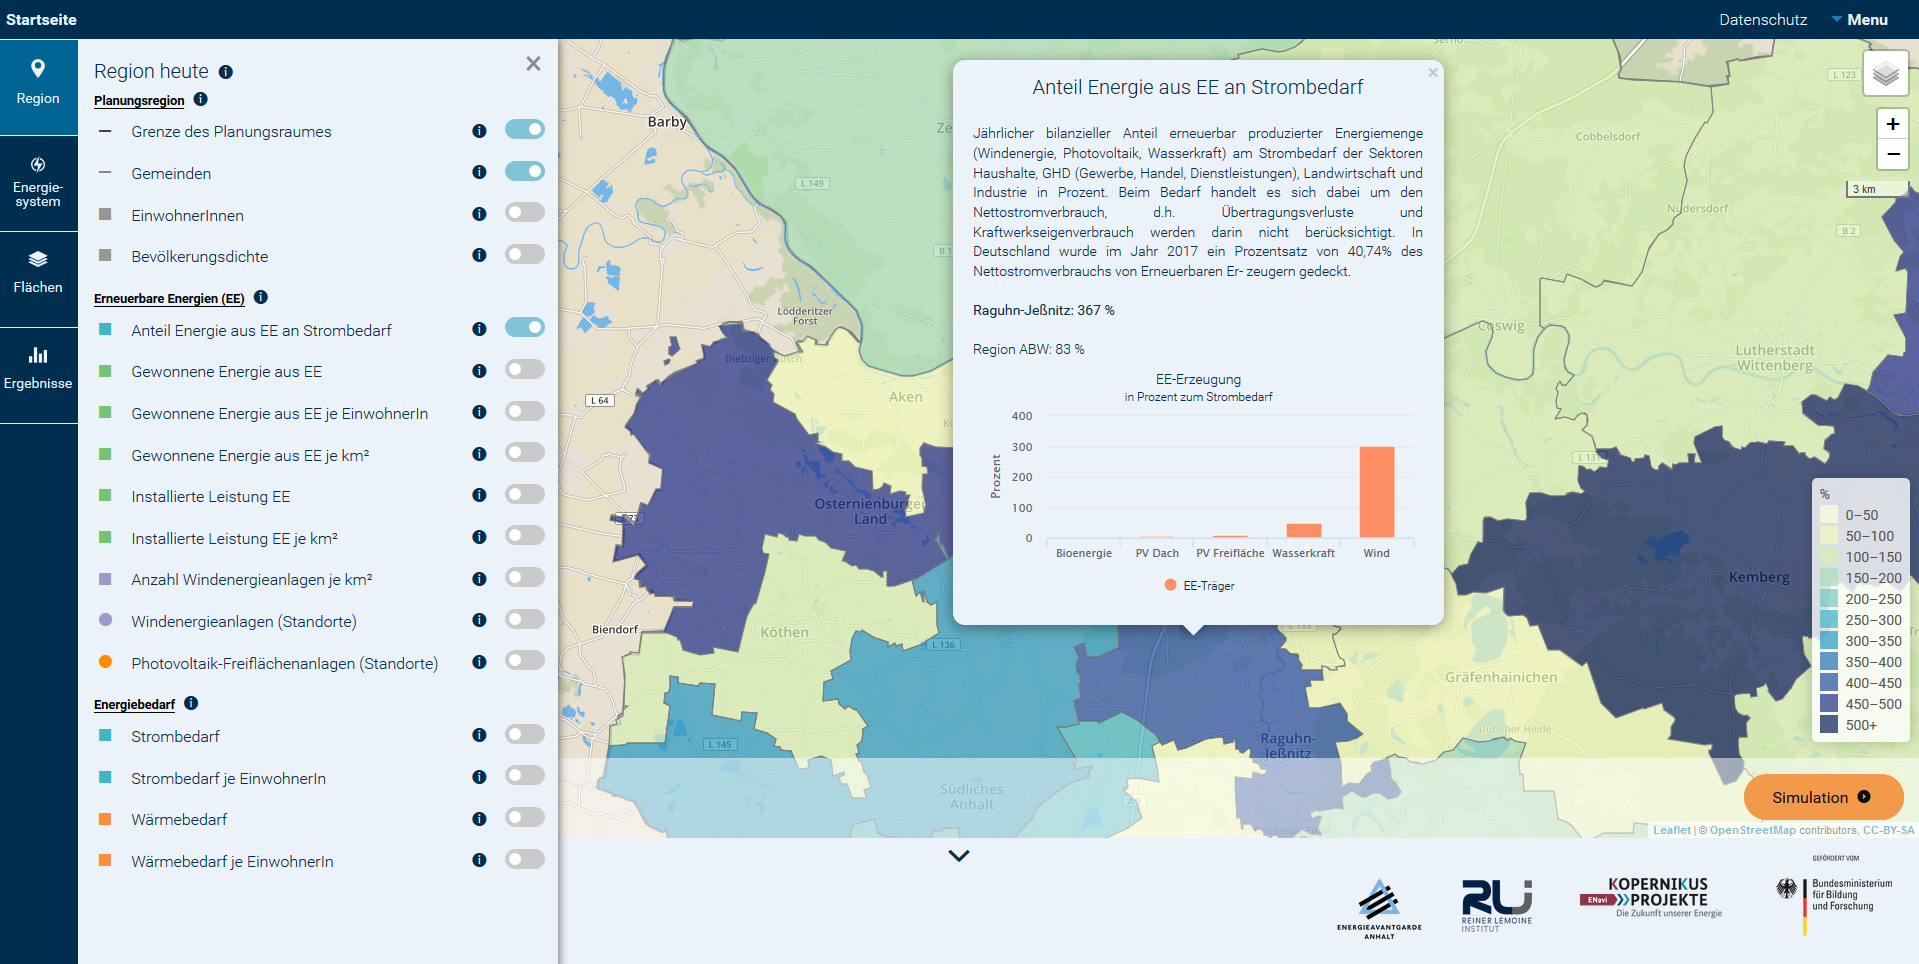 Startseite
Datenschutz
Menu
Region
Energie-
system
Flächen
Ergebnisse
Region heute
Planungsregion
Grenze des Planungsraumes
Gemeinden
EinwohnerInnen
Bevölkerungsdichte
Erneuerbare Energien (EE)
Anteil Energie aus EE an Strombedarf
Gewonnene Energie aus EE
Gewonnene Energie aus EE je EinwohnerIn
Gewonnene Energie aus EE je km²
Installierte Leistung EE
Installierte Leistung EE je km²
Anzahl Windenergieanlagen je km²
Windenergieanlagen (Standorte)
Photovoltaik-Freiflächenanlagen (Standorte)
Energiebedarf
Strombedarf
Strombedarf je EinwohnerIn
Wärmebedarf
Wärmebedarf je EinwohnerIn
Anteil Energie aus EE an Strombedarf
Jährlicher bilanzieller Anteil erneuerbar produzierter Energiemenge
(Windenergie, Photovoltaik, Wasserkraft) am Strombedarf der Sektoren
Haushalte, GHD (Gewerbe, Handel, Dienstleistungen), Landwirtschaft und
Industrie in Prozent. Beim Bedarf handelt es sich dabei um den
Nettostromverbrauch, d.h. Übertragungsverluste und
Kraftwerkseigenverbrauch werden darin nicht berücksichtigt. In
Deutschland wurde im Jahr 2017 ein Prozentsatz von 40,74% des
Nettostromverbrauchs von Erneuerbaren Er- zeugern gedeckt.
Raguhn-Jeßnitz: 367 %
Region ABW: 83 %
EE-Erzeugung
in Prozent zum Strombedarf
Prozent
400
300
200
100
0
Bioenergie
PV Dach
PV Freifläche
Wasserkraft
Wind
EE-Träger
Barby
L 149
B 1
Lödderitzer
Forst
Diebziger Busch
Aken
L 64
Osternienburger
Land
Biendorf
Köthen
L 136
L 145
Südliches
Anhalt
Raguhn-
Jeßnitz
Gräfenhainichen
Dübener Heide
Kemberg
L 131
Coswig
Lutherstadt
Wittenberg
Cobbelsdorf
Nudersdorf
B 2
L 123
+
−
3 km
%
0–50
50–100
100–150
150–200
200–250
250–300
300–350
350–400
400–450
450–500
500+
Simulation
Leaflet | © OpenStreetMap contributors, CC-BY-SA
ENERGIEAVANTGARDE
ANHALT
RLI
REINER LEMOINE
INSTITUT
KOPERNIKUS
ENavi PROJEKTE
Die Zukunft unserer Energie
GEFÖRDERT VOM
Bundesministerium
für Bildung
und Forschung